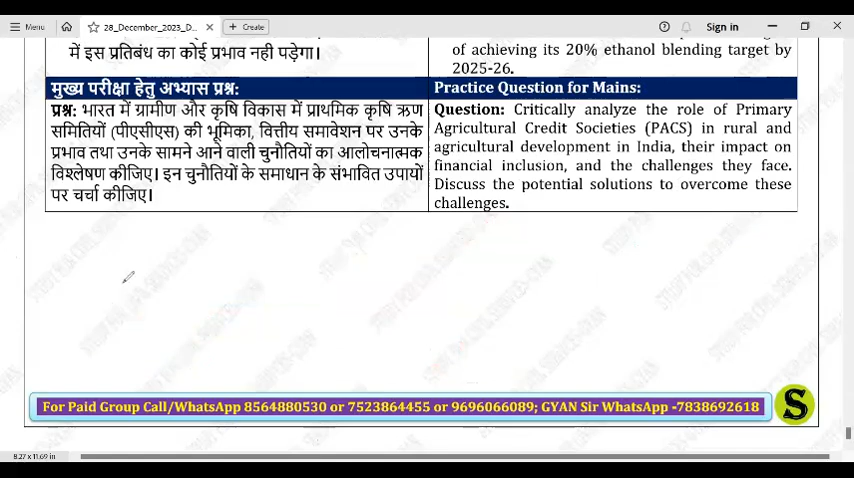 Menu
28_December_2023_D...
+ Create
Sign in
में इस प्रतिबंध का कोई प्रभाव नही पड़ेगा।
of achieving its 20% ethanol blending target by
2025-26.
मुख्य परीक्षा हेतु अभ्यास प्रश्न:
प्रश्न: भारत में ग्रामीण और कृषि विकास में प्राथमिक कृषि ऋण
समितियों (पीएसीएस) की भूमिका, वित्तीय समावेशन पर उनके
प्रभाव तथा उनके सामने आने वाली चुनौतियों का आलोचनात्मक
विश्लेषण कीजिए। इन चुनौतियों के समाधान के संभावित उपायों
पर चर्चा कीजिए।
Practice Question for Mains:
Question: Critically analyze the role of Primary
Agricultural Credit Societies (PACS) in rural and
agricultural development in India, their impact on
financial inclusion, and the challenges they face.
Discuss the potential solutions to overcome these
challenges.
For Paid Group Call/WhatsApp 8564880530 or 7523864455 or 9696066089; GYAN Sir WhatsApp -7838692618
S
8.27 x 11.69 in